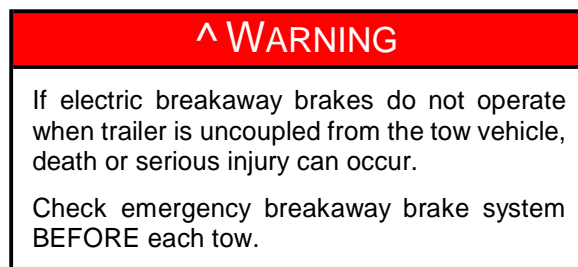 ^ WARNING
If electric breakaway brakes do not operate
when trailer is uncoupled from the tow vehicle,
death or serious injury can occur.
Check emergency breakaway brake system
BEFORE each tow.